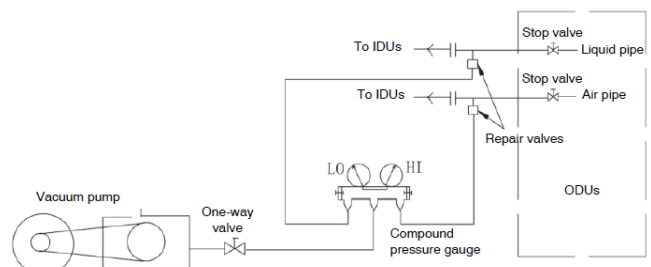 Stop valve
To IDUs
Liquid pipe
Stop valve
To IDUs
Air pipe
Repair valves
LO
HI
ODUs
Vacuum pump
One-way
valve
Compound
pressure gauge